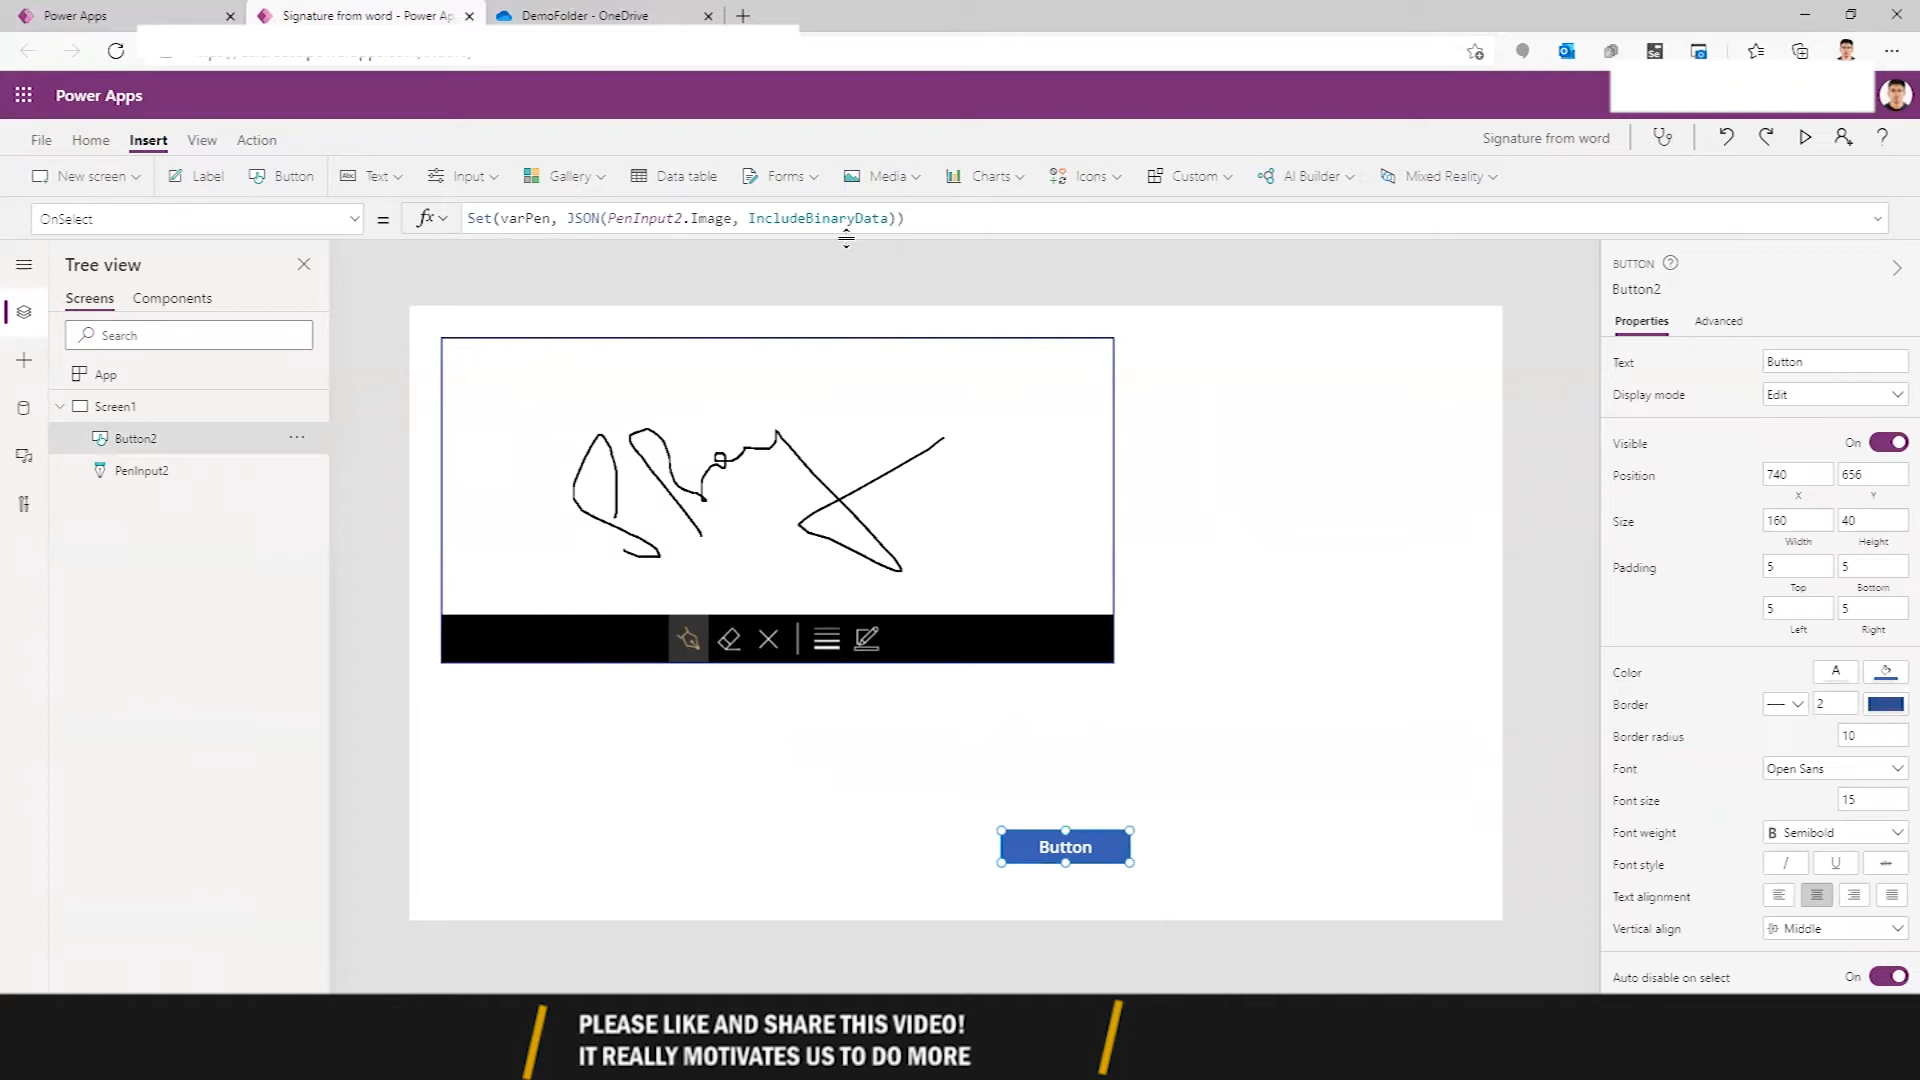 Power Apps
Signature from word - Power Ap
DemoFolder - OneDrive
Power Apps
File Home Insert View Action
Signature from word
New screen Label Button Text Input Gallery Data table Forms Media Charts Icons Custom AI Builder Mixed Reality
OnSelect = fx Set(varPen, JSON(PenInput2.Image, IncludeBinaryData))
Tree view
Screens Components
Search
App
Screen1
Button2 ...
PenInput2
Button
BUTTON ?
Button2
Properties Advanced
Text Button
Display mode Edit
Visible On
Position 740 656
X Y
Size 160 40
Width Height
Padding 5 5
Top Bottom
5 5
Left Right
Color A
Border 2
Border radius 10
Font Open Sans
Font size 15
Font weight B Semibold
Font style / U
Text alignment
Vertical align Middle
Auto disable on select On
PLEASE LIKE AND SHARE THIS VIDEO!
IT REALLY MOTIVATES US TO DO MORE